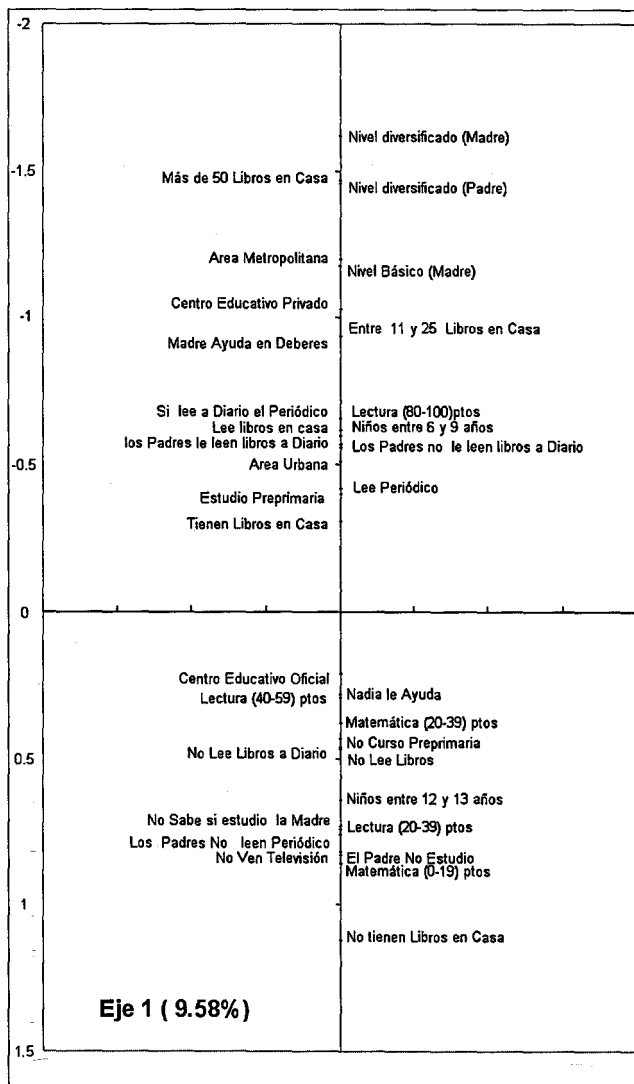 -2
Nivel diversificado (Madre)
-1.5
Más de 50 Libros en Casa
Nivel diversificado (Padre)
Area Metropolitana
Nivel Básico (Madre)
Centro Educativo Privado
-1
Entre 11 y 25 Libros en Casa
Madre Ayuda en Deberes
Si lee a Diario el Periódico
Lectura (80-100)ptos
Lee libros en casa
Niños entre 6 y 9 años
los Padres le leen libros a Diario
Los Padres no le leen libros a Diario
-0.5
Area Urbana
Lee Periódico
Estudio Preprimaria
Tienen Libros en Casa
0
Centro Educativo Oficial
Lectura (40-59) ptos
Nadia le Ayuda
Matemática (20-39) ptos
No Curso Preprimaria
0.5
No Lee Libros a Diario
No Lee Libros
Niños entre 12 y 13 años
No Sabe si estudio la Madre
Lectura (20-39) ptos
Los Padres No leen Periódico
No Ven Televisión
El Padre No Estudio
Matemática (0-19) ptos
1
No tienen Libros en Casa
Eje 1 ( 9.58%)
1.5